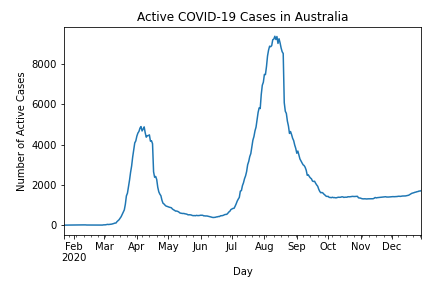 Active COVID-19 Cases in Australia
Number of Active Cases
8000
6000
4000
2000
0
Feb Mar Apr May Jun Jul Aug Sep Oct Nov Dec
2020
Day